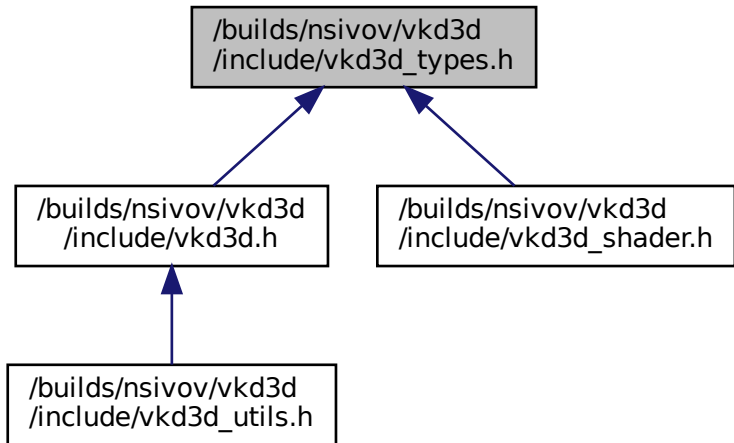 /builds/nsivov/vkd3d
/include/vkd3d_types.h
/builds/nsivov/vkd3d
/include/vkd3d.h
/builds/nsivov/vkd3d
/include/vkd3d_shader.h
/builds/nsivov/vkd3d
/include/vkd3d_utils.h